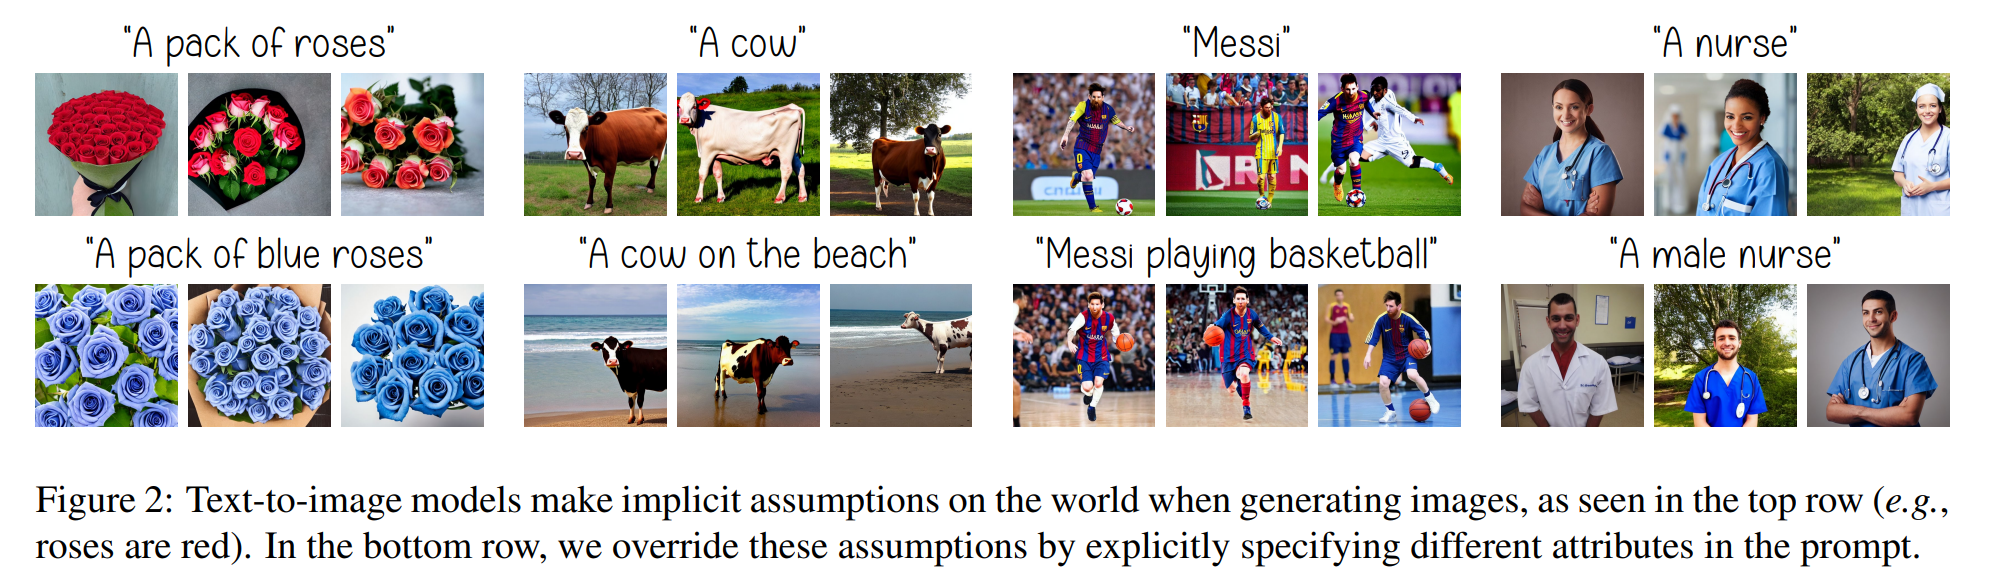 "A pack of roses" "A cow" "Messi" "A nurse"
"A pack of blue roses" "A cow on the beach" "Messi playing basketball" "A male nurse"
Figure 2: Text-to-image models make implicit assumptions on the world when generating images, as seen in the top row (e.g.,
roses are red). In the bottom row, we override these assumptions by explicitly specifying different attributes in the prompt.